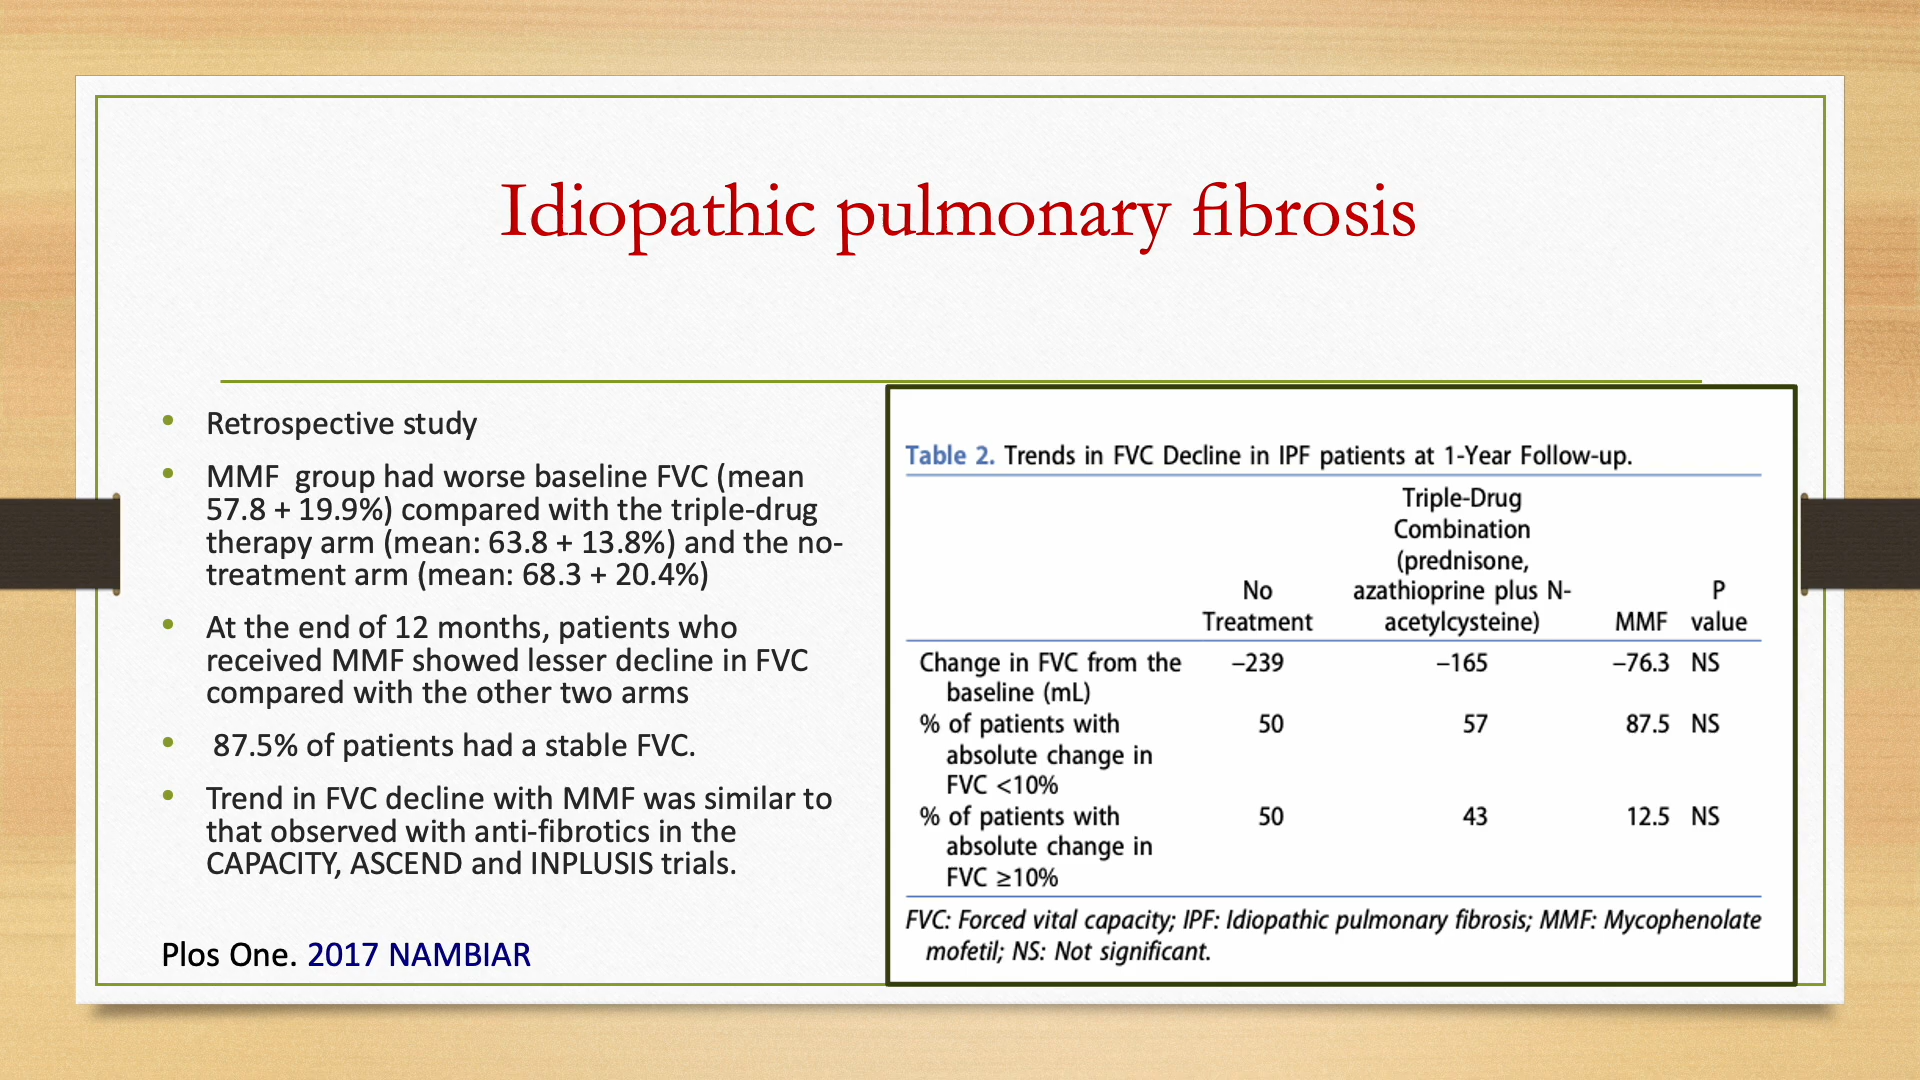 Idiopathic pulmonary fibrosis
• Retrospective study
• MMF group had worse baseline FVC (mean
57.8 + 19.9%) compared with the triple-drug
therapy arm (mean: 63.8 + 13.8%) and the no-
treatment arm (mean: 68.3 + 20.4%)
• At the end of 12 months, patients who
received MMF showed lesser decline in FVC
compared with the other two arms
• 87.5% of patients had a stable FVC.
• Trend in FVC decline with MMF was similar to
that observed with anti-fibrotics in the
CAPACITY, ASCEND and INPLUSIS trials.
Plos One. 2017 NAMBIAR
Table 2. Trends in FVC Decline in IPF patients at 1-Year Follow-up.
Triple-Drug
Combination
(prednisone,
No azathioprine plus N- P
Treatment acetylcysteine) MMF value
Change in FVC from the –239 –165 –76.3 NS
baseline (mL)
% of patients with 50 57 87.5 NS
absolute change in
FVC <10%
% of patients with 50 43 12.5 NS
absolute change in
FVC ≥10%
FVC: Forced vital capacity; IPF: Idiopathic pulmonary fibrosis; MMF: Mycophenolate
mofetil; NS: Not significant.